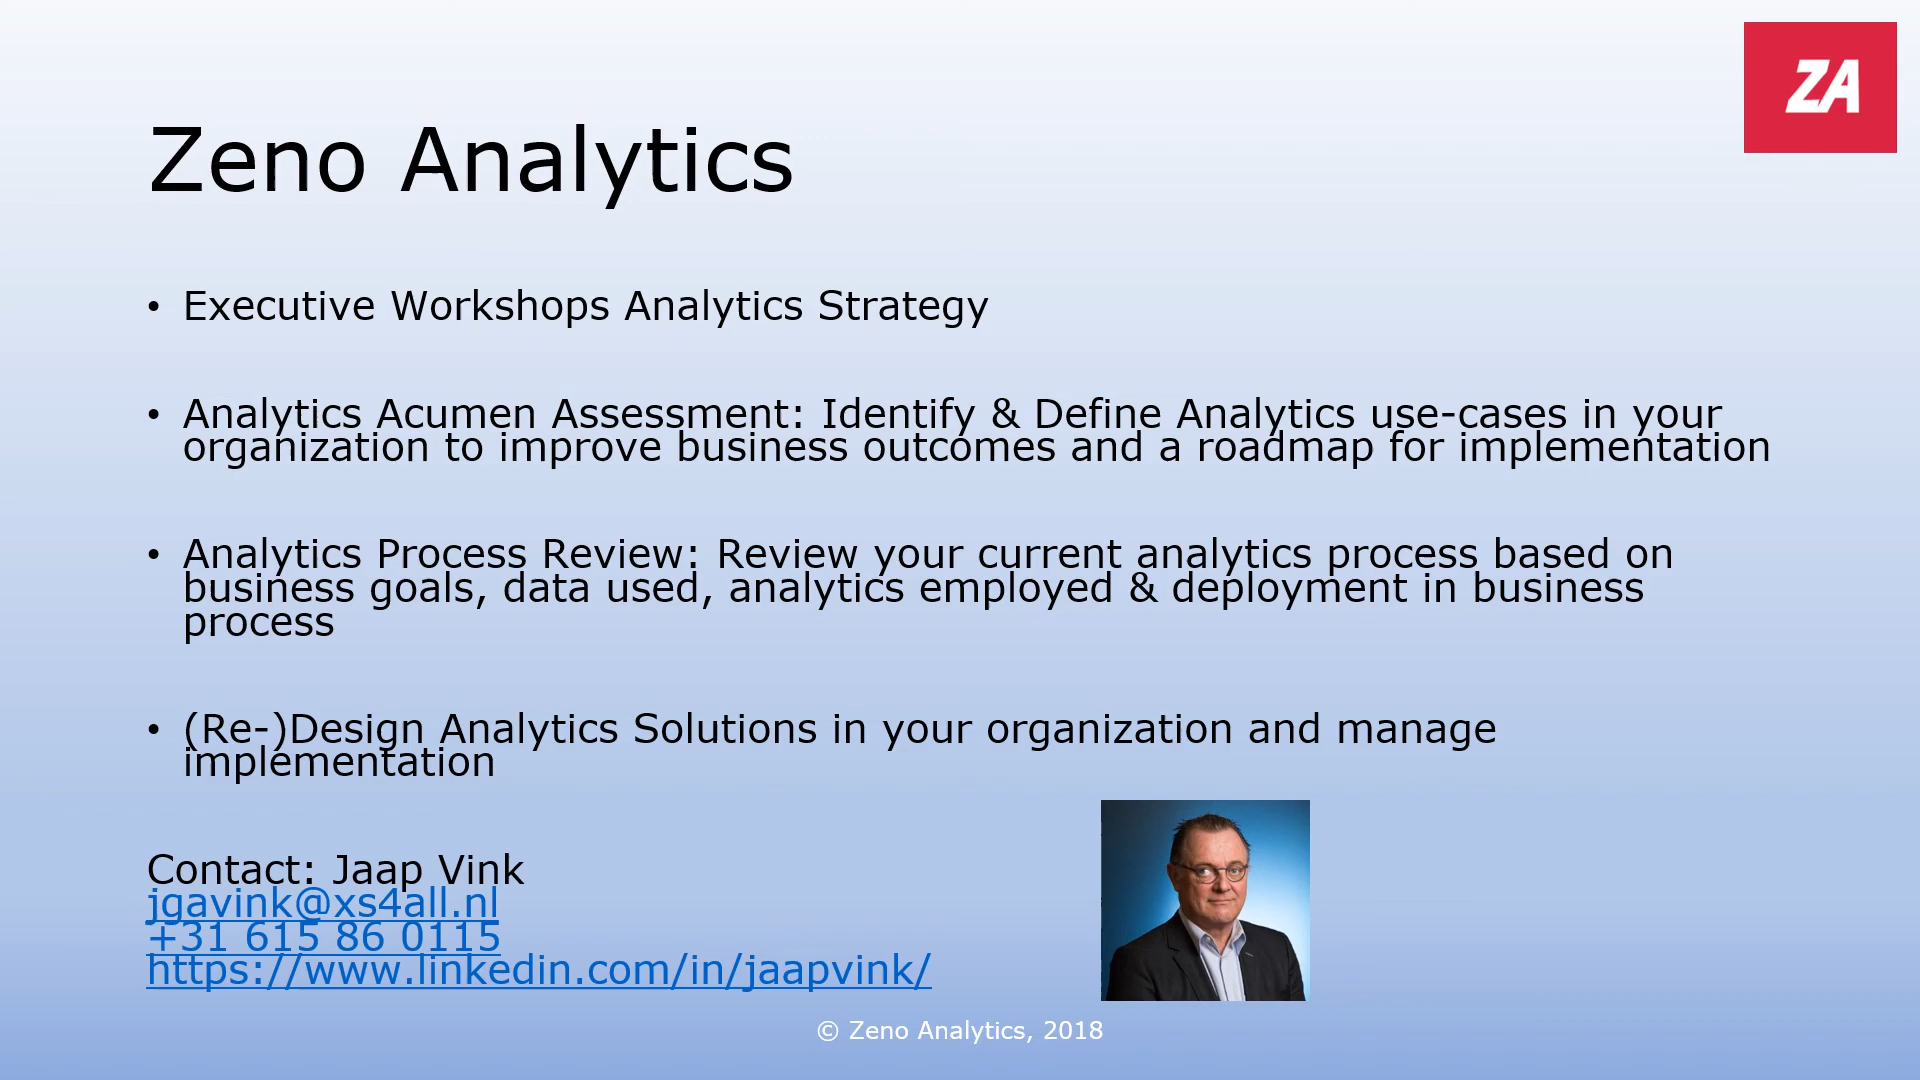 ZA
Zeno Analytics
• Executive Workshops Analytics Strategy
• Analytics Acumen Assessment: Identify & Define Analytics use-cases in your
organization to improve business outcomes and a roadmap for implementation
• Analytics Process Review: Review your current analytics process based on
business goals, data used, analytics employed & deployment in business
process
• (Re-)Design Analytics Solutions in your organization and manage
implementation
Contact: Jaap Vink
jgavink@xs4all.nl
+31 615 86 0115
https://www.linkedin.com/in/jaapvink/
© Zeno Analytics, 2018